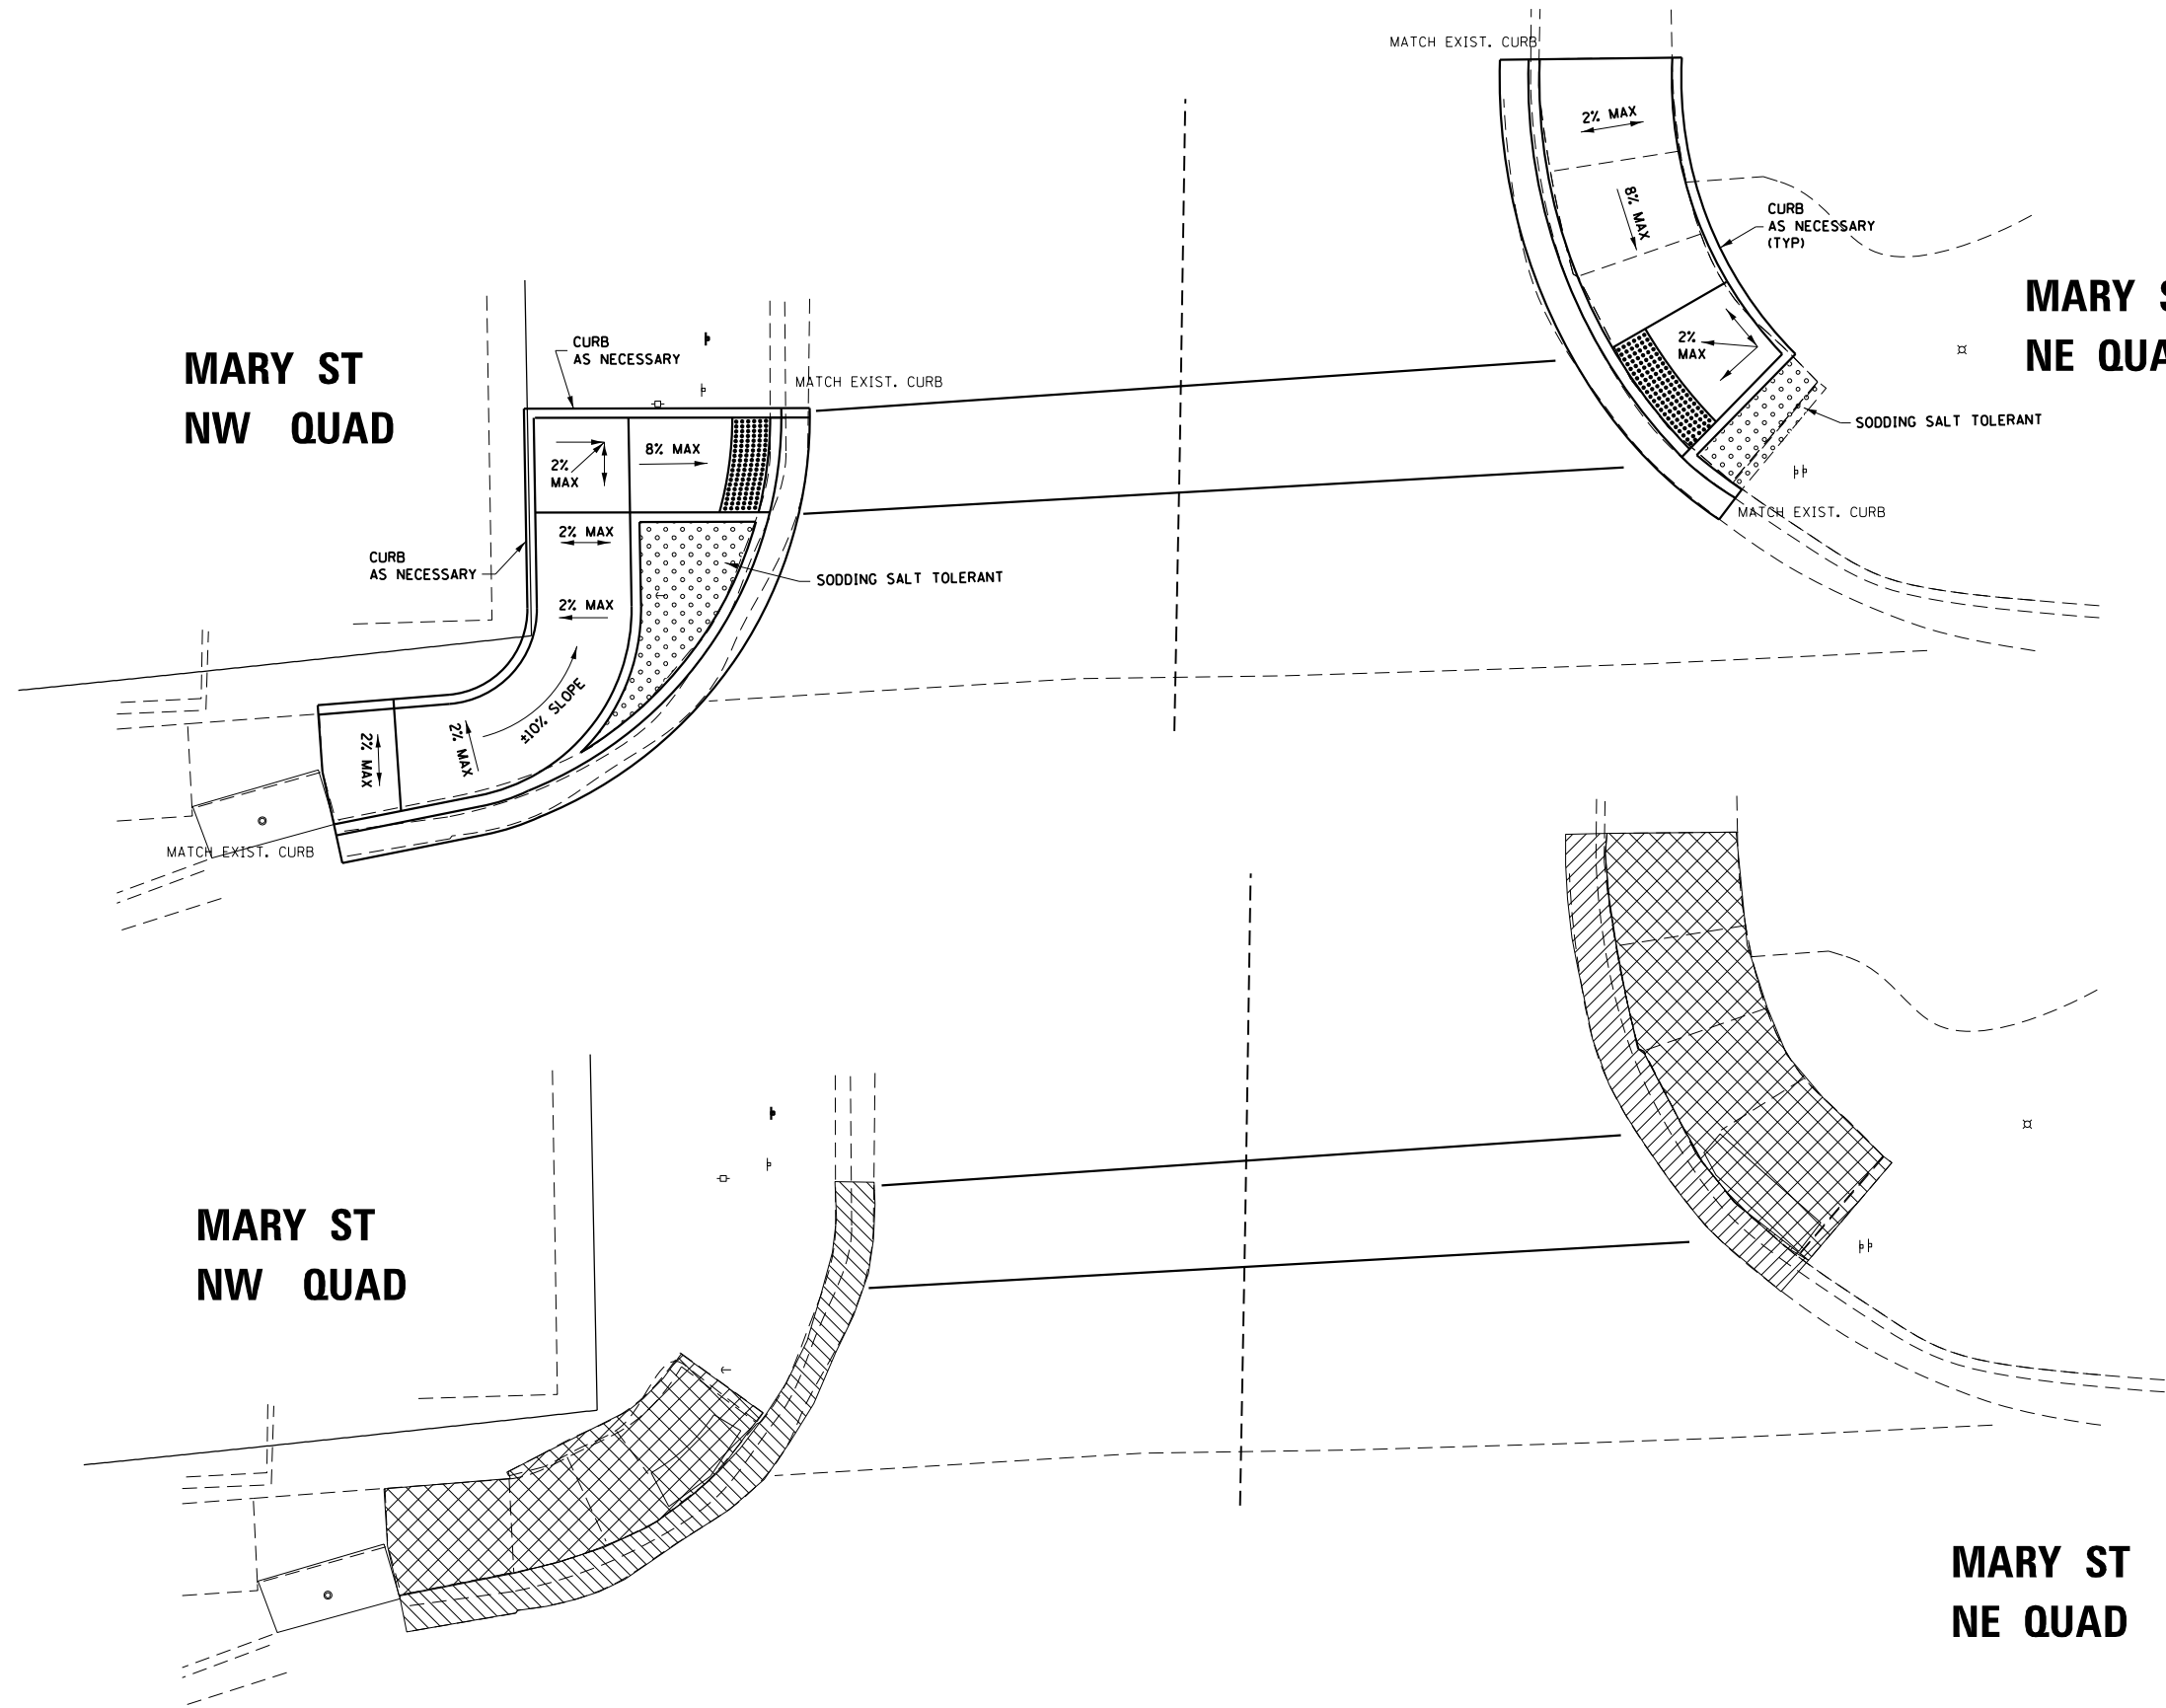 MATCH EXIST. CURB
2% MAX
8% MAX
CURB
AS NECESSARY
(TYP)
MARY S
NE QUA
2%
MAX
SODDING SALT TOLERANT
MATCH EXIST. CURB
MARY ST
NW QUAD
CURB
AS NECESSARY
MATCH EXIST. CURB
2%
MAX
8% MAX
2% MAX
CURB
AS NECESSARY
SODDING SALT TOLERANT
2% MAX
±10% SLOPE
2% MAX
2% MAX
MATCH EXIST. CURB
MARY ST
NW QUAD
MARY ST
NE QUAD